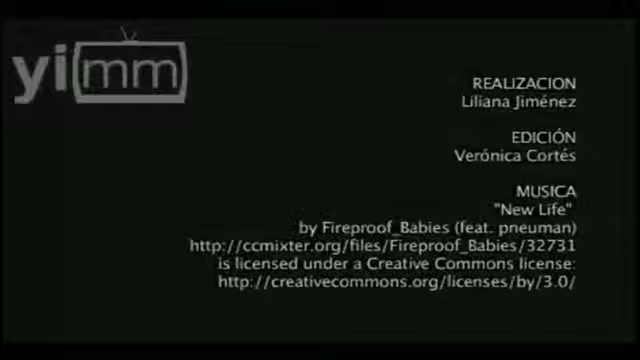 yimm
REALIZACION
Liliana Jiménez
EDICIÓN
Verónica Cortés
MUSICA
"New Life"
by Fireproof_Babies (feat. pneuman)
http://ccmixter.org/files/Fireproof_Babies/32731
is licensed under a Creative Commons license:
http://creativecommons.org/licenses/by/3.0/